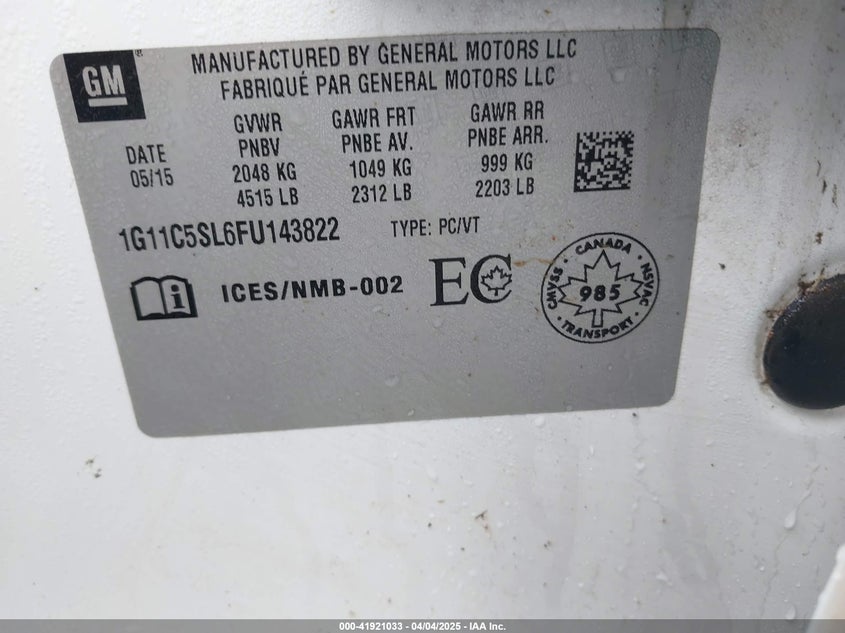 GM
MANUFACTURED BY GENERAL MOTORS LLC
FABRIQUÉ PAR GENERAL MOTORS LLC
GVWR GAWR FRT GAWR RR
DATE PNBV PNBE AV. PNBE ARR.
05/15 2048 KG 1049 KG 999 KG
4515 LB 2312 LB 2203 LB
1G11C5SL6FU143822 TYPE: PC/VT
ICES/NMB-002 EC
CANADA
CMVSS 985 NSVAC
TRANSPORT
000-41921033 - 04/04/2025 - IAA Inc.